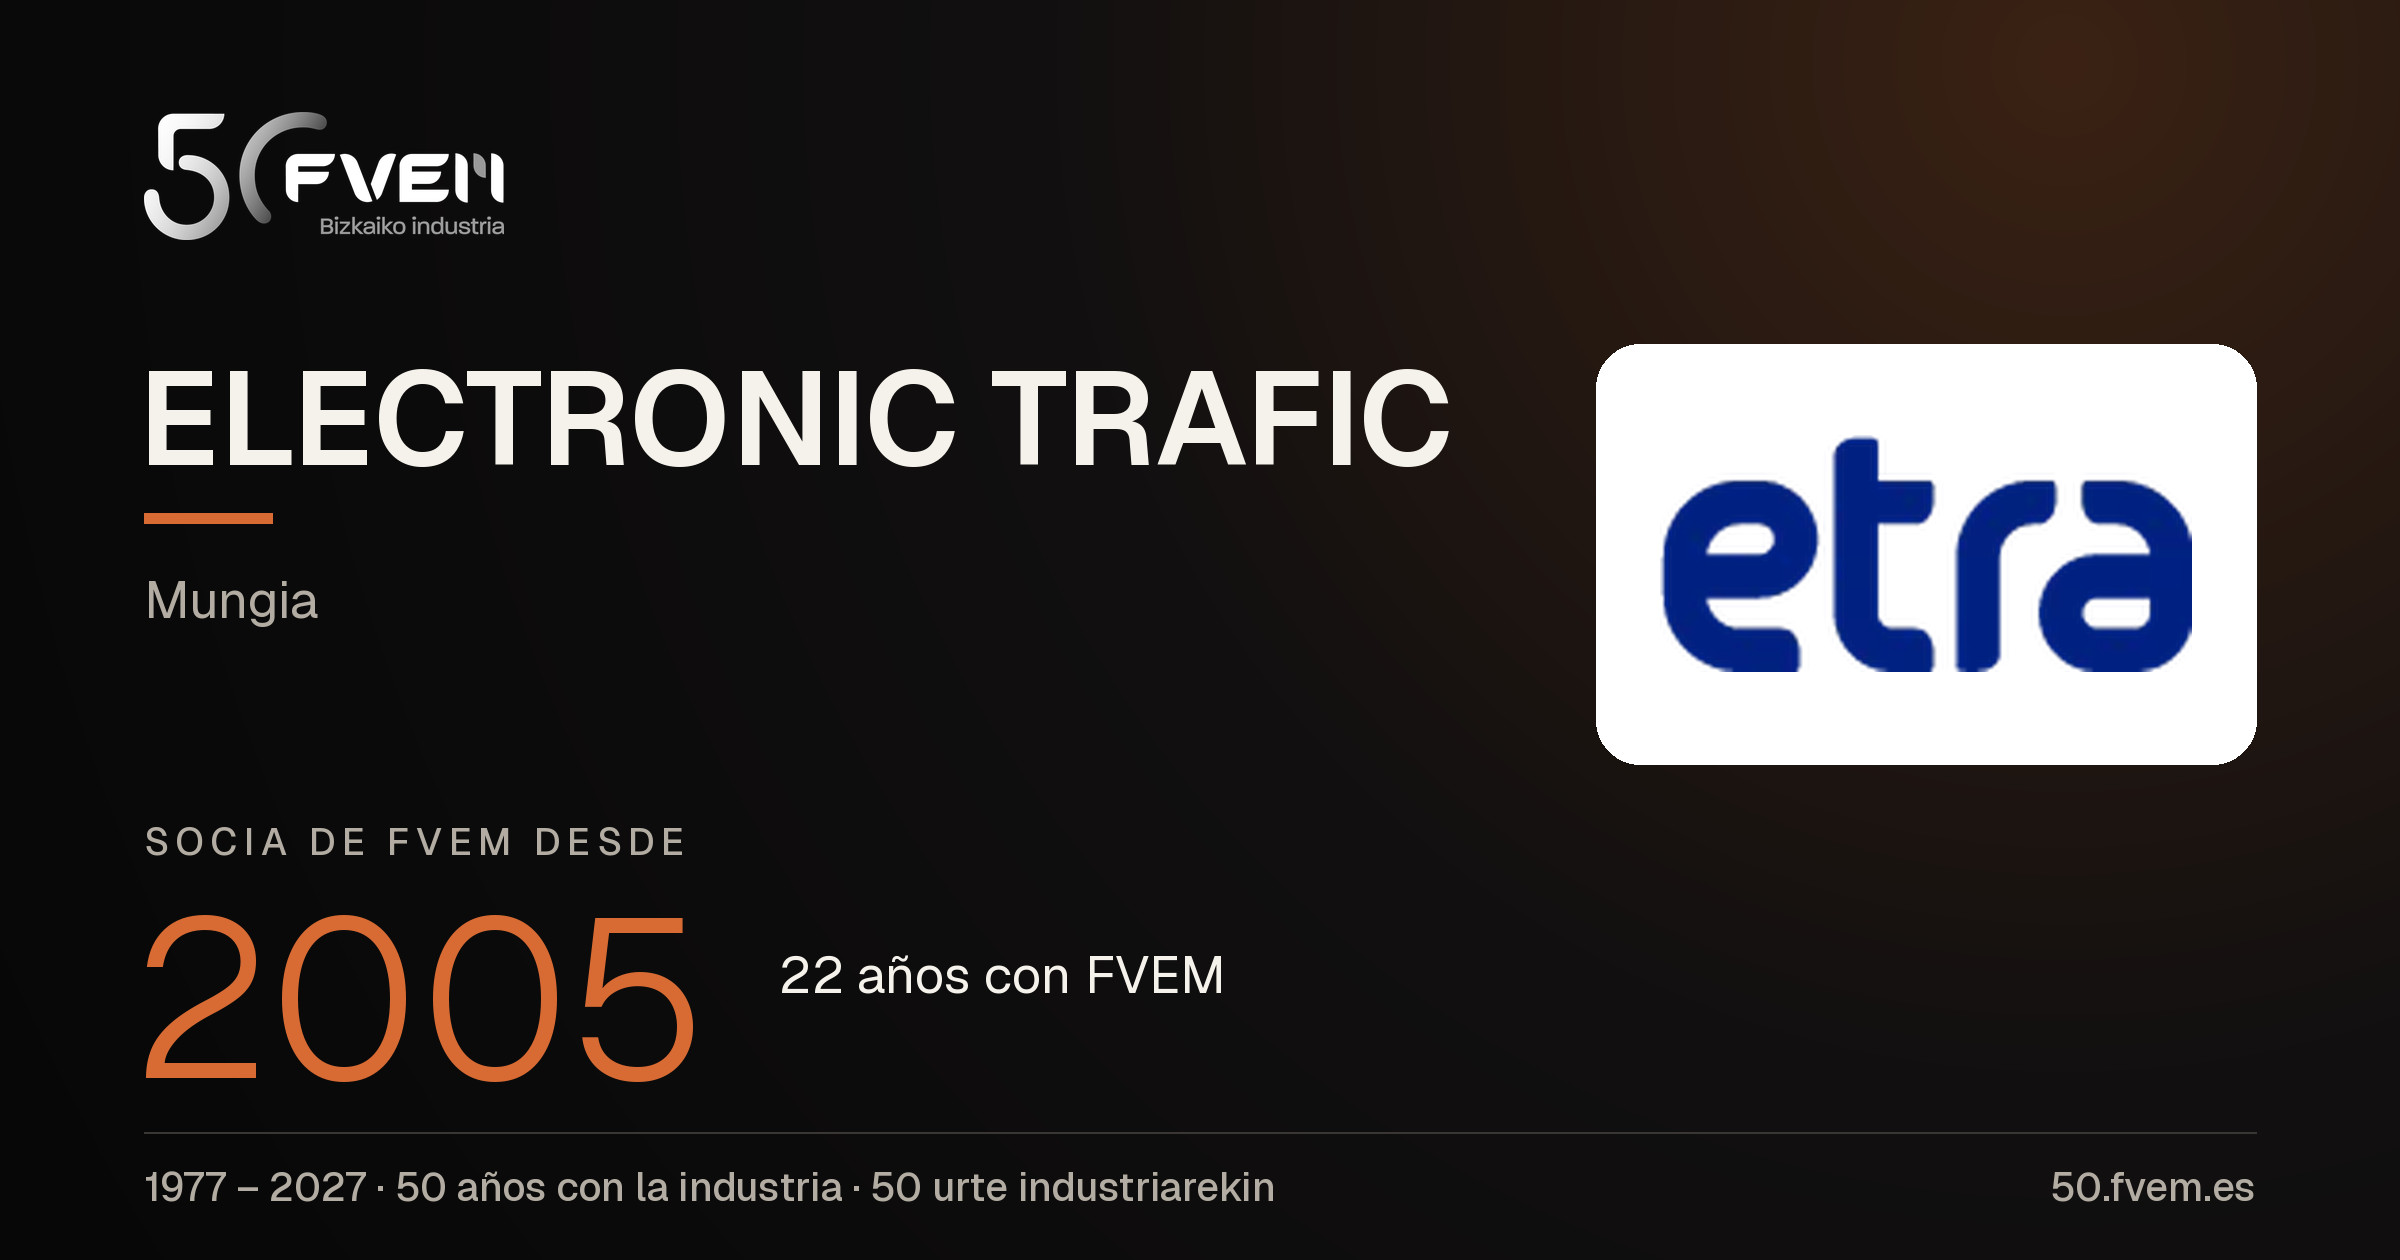 50 FVEM
Bizkaiko industria
ELECTRONIC TRAFIC
etra
Mungia
SOCIA DE FVEM DESDE
2005
22 años con FVEM
1977 – 2027 · 50 años con la industria · 50 urte industriarekin
50.fvem.es